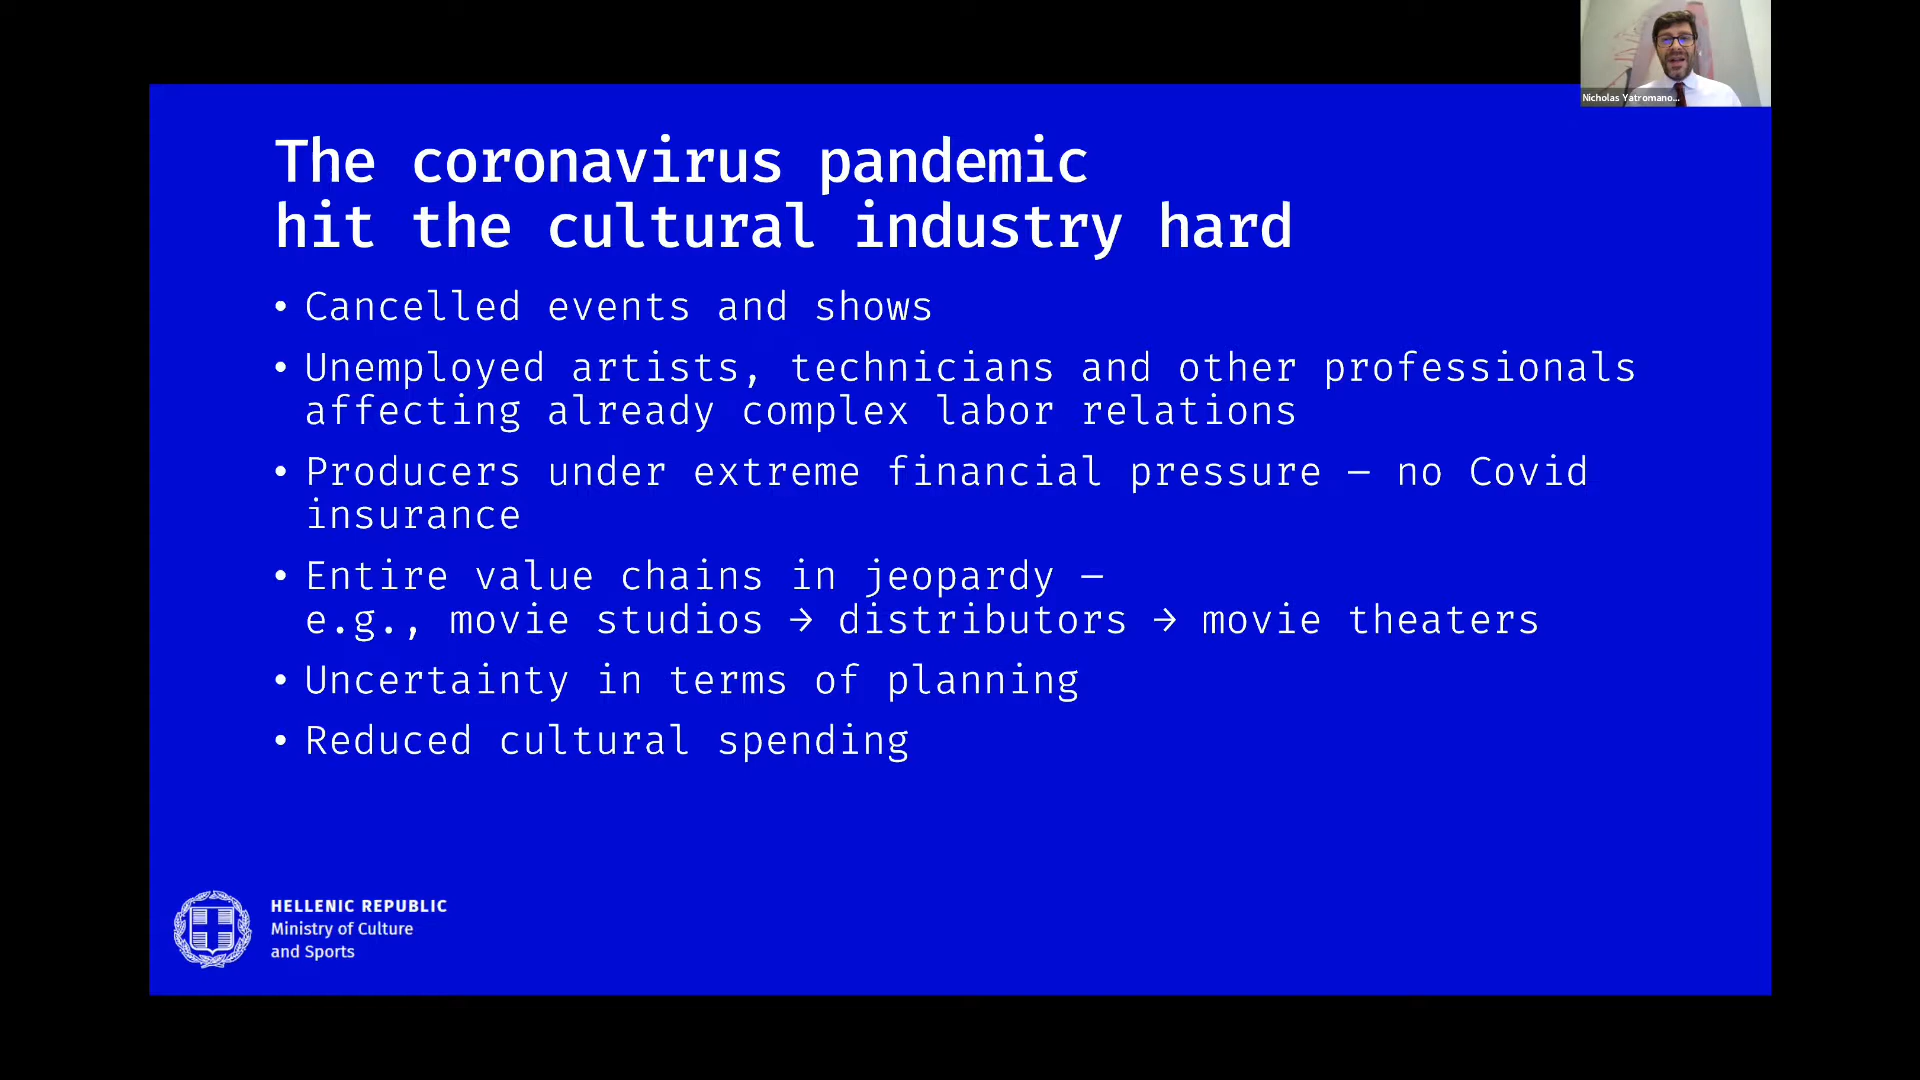 Nicholas Yatromano...
The coronavirus pandemic
hit the cultural industry hard
• Cancelled events and shows
• Unemployed artists, technicians and other professionals
affecting already complex labor relations
• Producers under extreme financial pressure – no Covid
insurance
• Entire value chains in jeopardy –
e.g., movie studios → distributors → movie theaters
• Uncertainty in terms of planning
• Reduced cultural spending
HELLENIC REPUBLIC
Ministry of Culture
and Sports